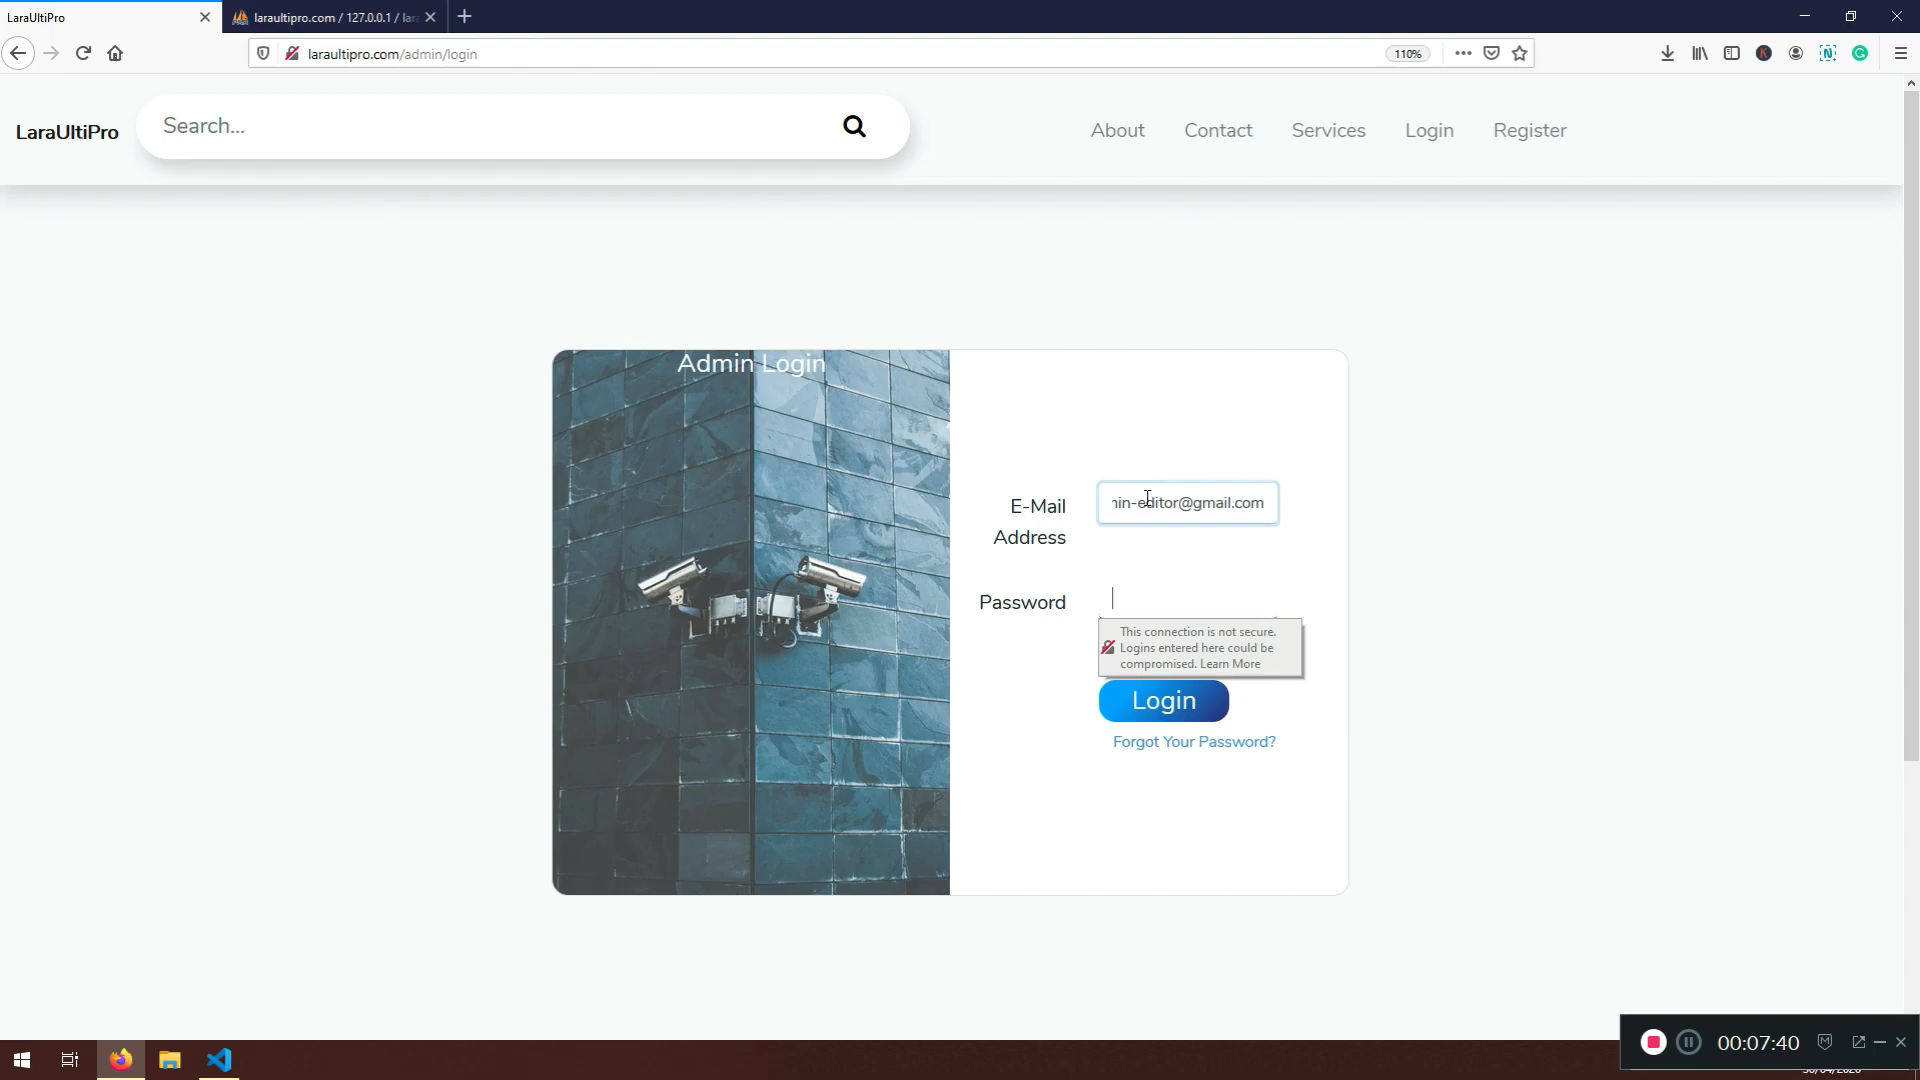 LaraUltiPro
laraultipro.com / 127.0.0.1 / lar
laraultipro.com/admin/login
110%
LaraUltiPro
Search...
About
Contact
Services
Login
Register
Admin Login
E-Mail
Address
nin-editor@gmail.com
Password
This connection is not secure.
Logins entered here could be
compromised. Learn More
Login
Forgot Your Password?
00:07:40